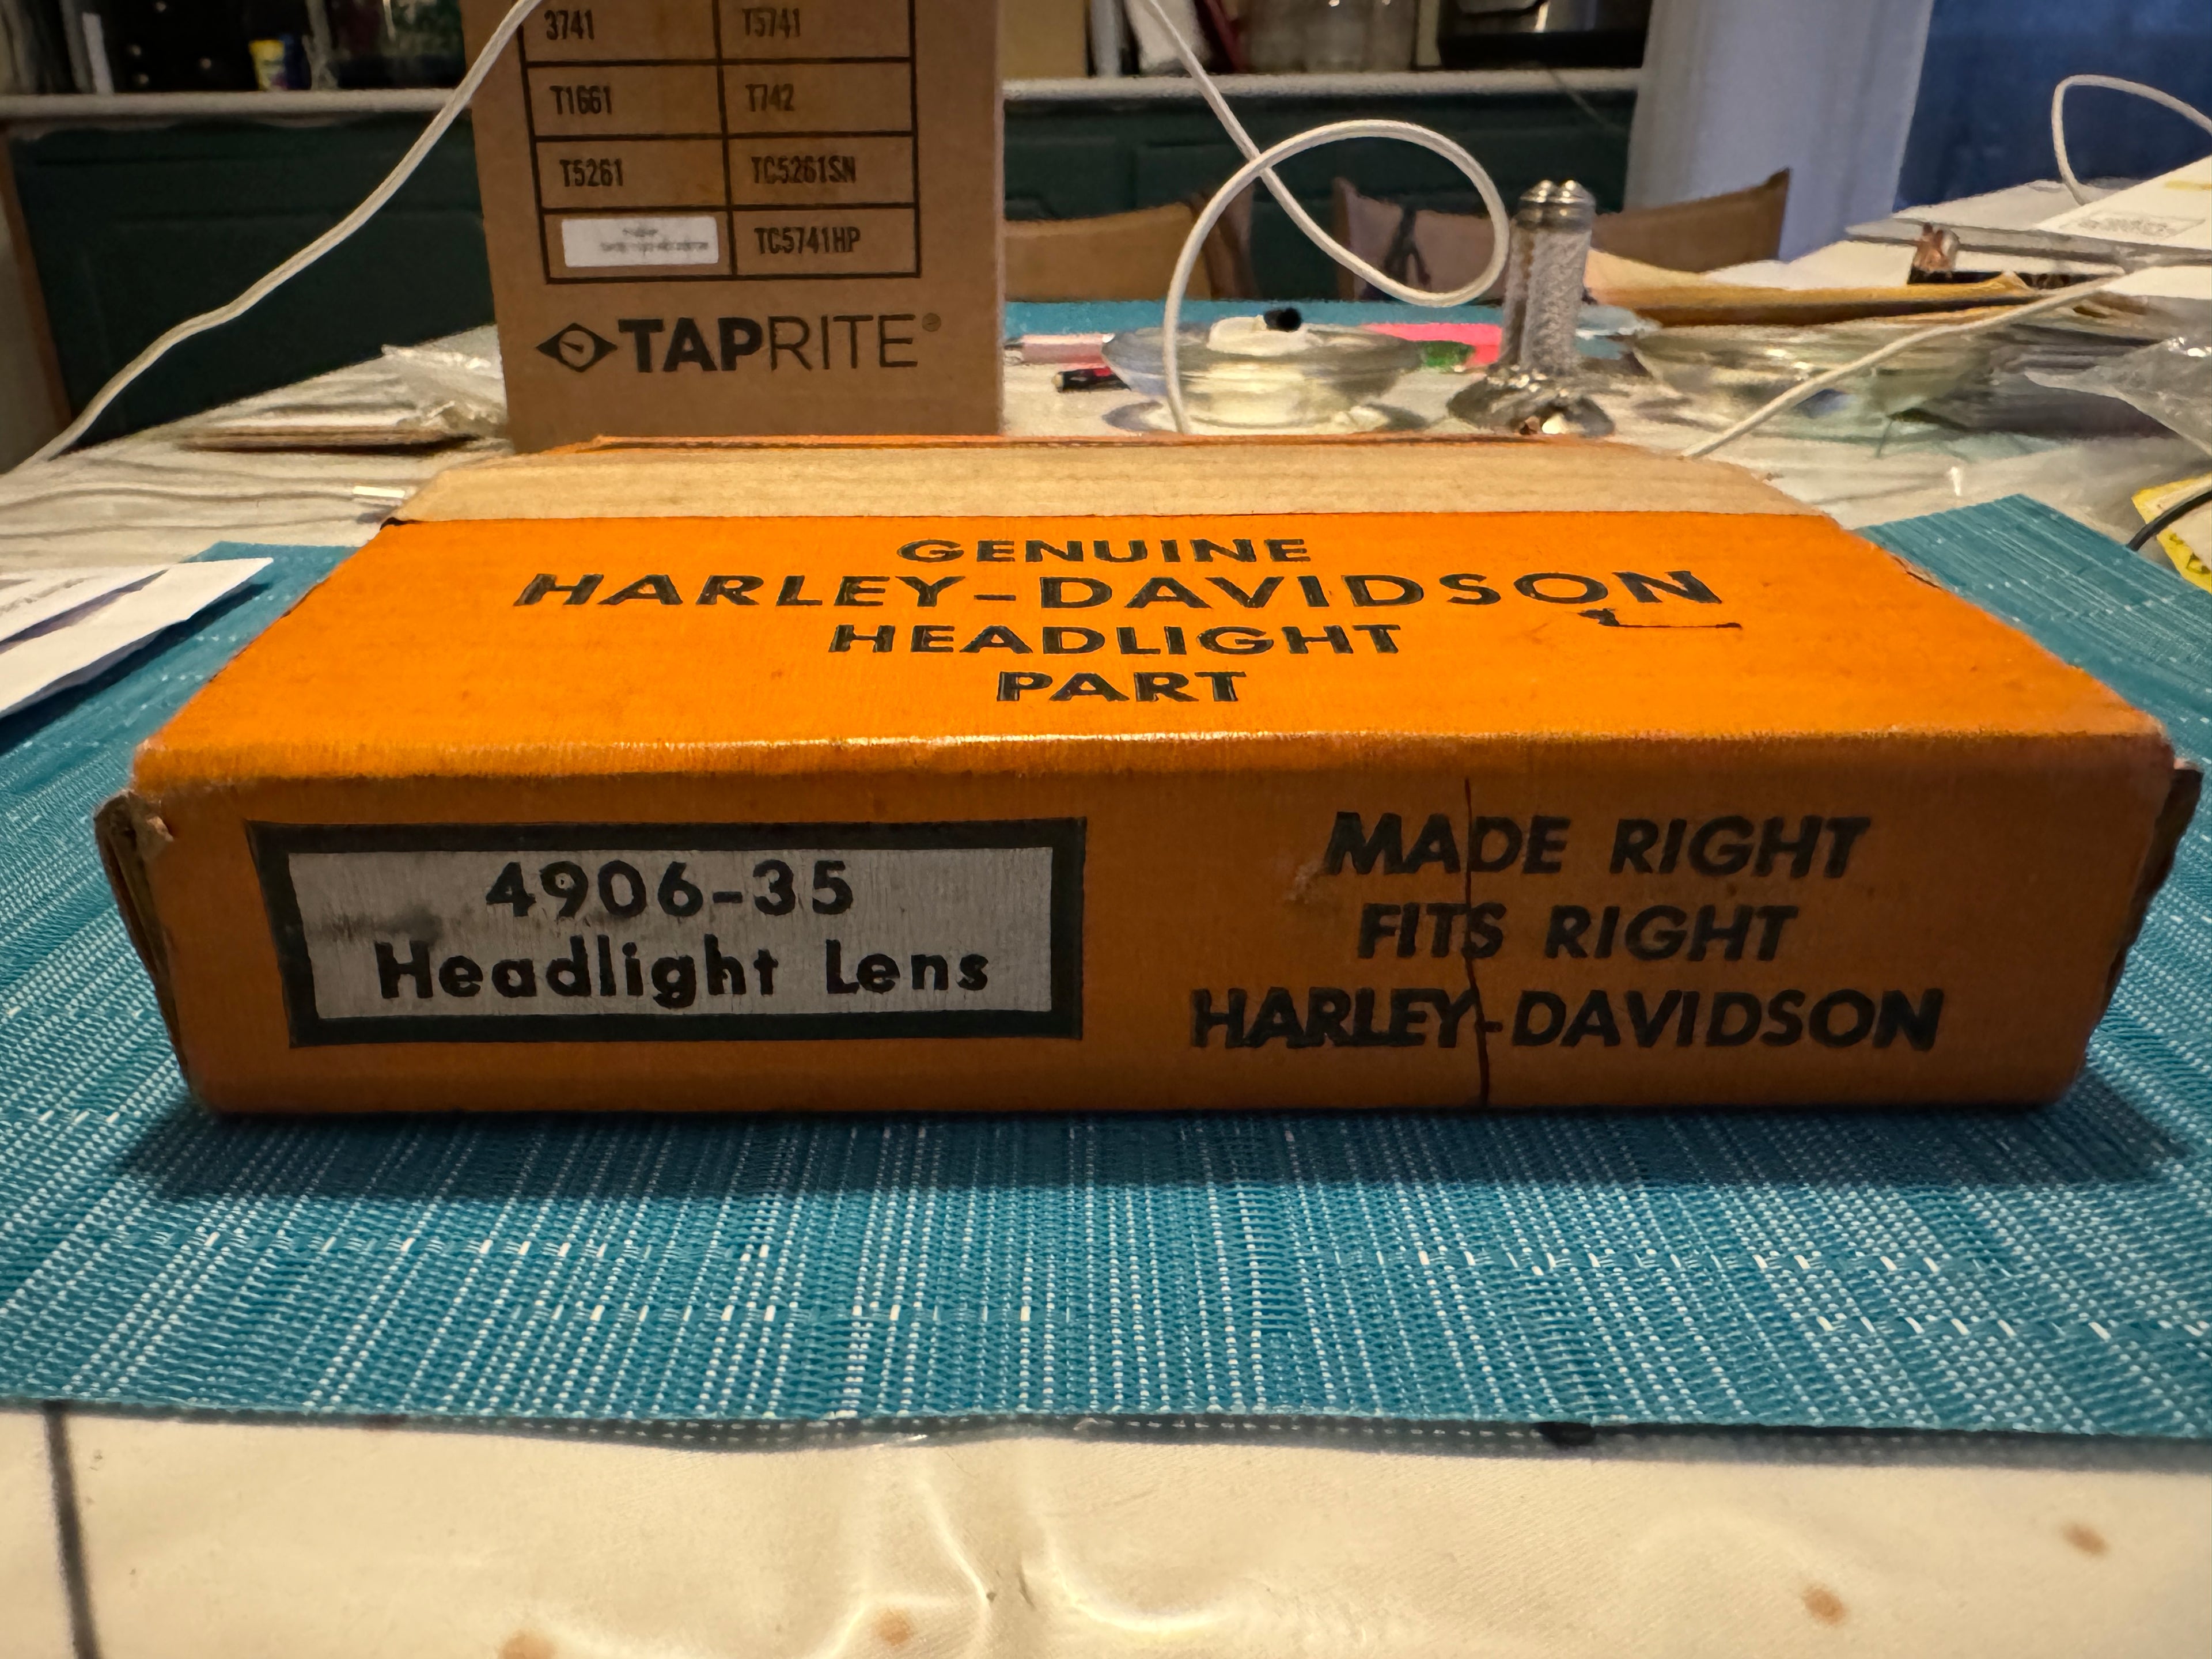 3741 T5741
T1661 T742
T5261 TC5261SN
TC5741HP
TAPRITE®
GENUINE
HARLEY-DAVIDSON
HEADLIGHT
PART
4906-35
Headlight Lens
MADE RIGHT
FITS RIGHT
HARLEY-DAVIDSON